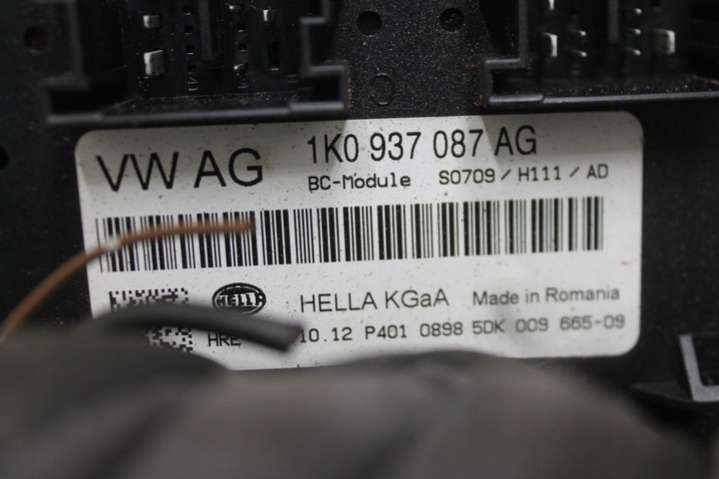 VW AG 1K0 937 087 AG
BC-Module S0709 / H111 / AD
HELLA HELLA KGaA Made in Romania
HRE 10.12 P401 0898 5DK 009 665-09